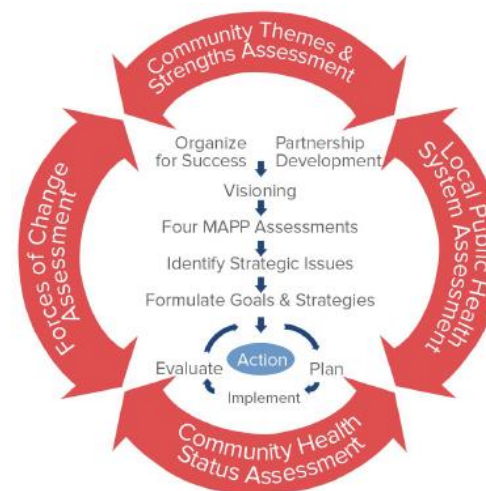 Community Themes &
Strengths Assessment
Organize
for Success
Partnership
Development
Visioning
Four MAPP Assessments
Identify Strategic Issues
Formulate Goals & Strategies
Evaluate
Action
Plan
Implement
Forces of Change
Assessment
Local Public Health
System Assessment
Community Health
Status Assessment